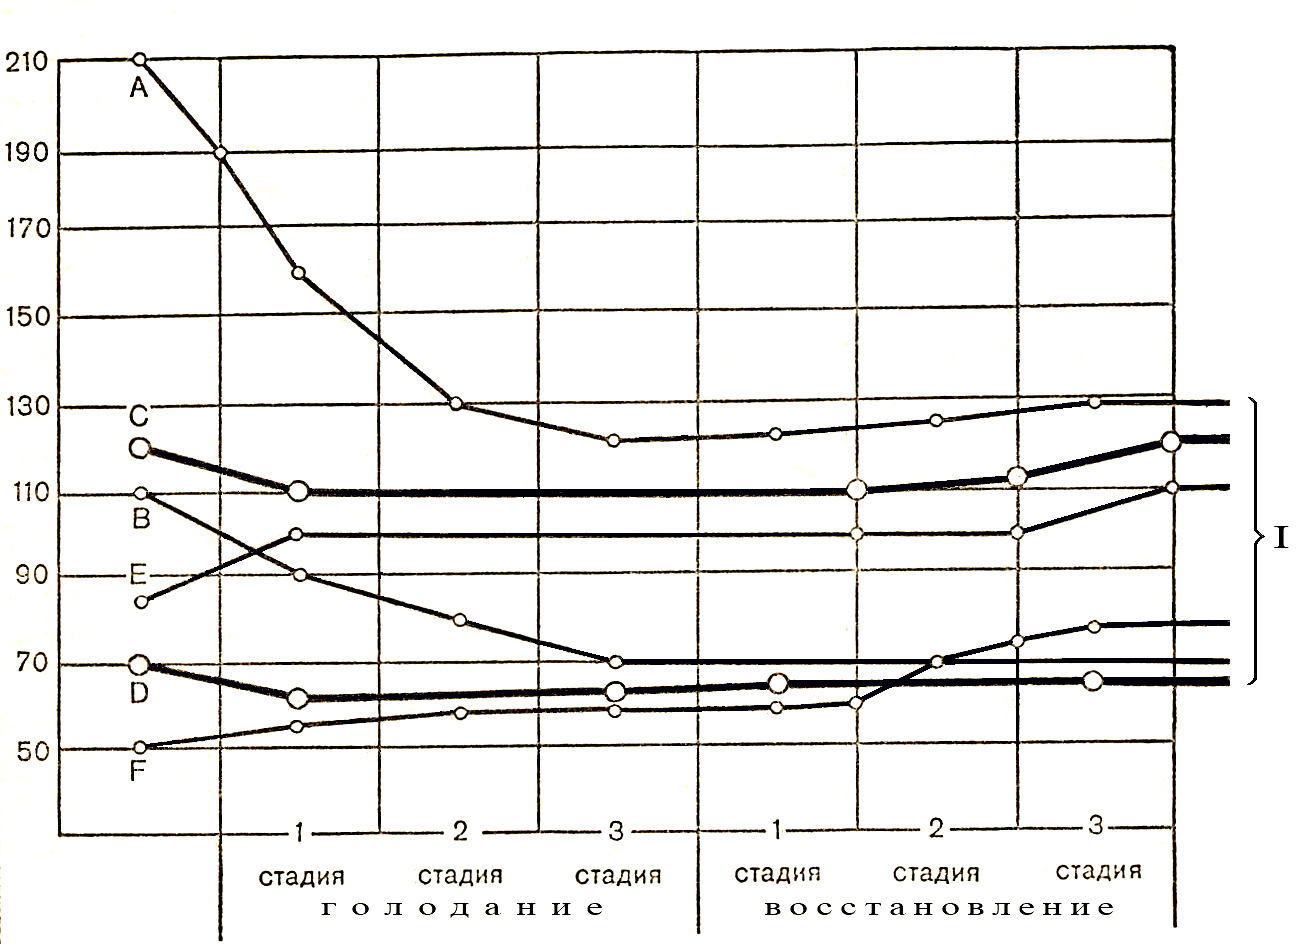 210
A
190
170
150
130
C
110
B
E
90
70
D
50
F
I
1 2 3 1 2 3
стадия стадия стадия стадия стадия стадия
голодание восстановление